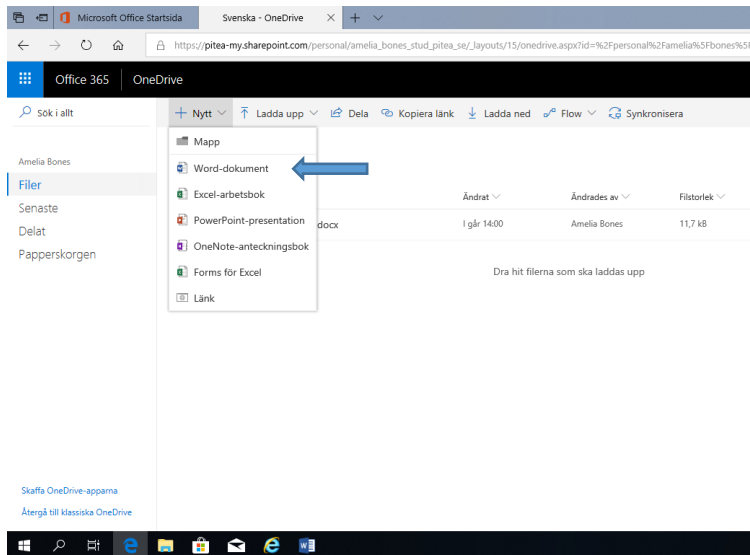 Microsoft Office Startsida
Svenska - OneDrive
https://pitea-my.sharepoint.com/personal/amelia_bones_stud_pitea_se/_layouts/15/onedrive.aspx?id=%2Fpersonal%2Famelia%5Fbones%5F
Office 365
OneDrive
Sök i allt
Nytt
Ladda upp
Dela
Kopiera länk
Ladda ned
Flow
Synkronisera
Amelia Bones
Filer
Senaste
Delat
Papperskorgen
Mapp
Word-dokument
Excel-arbetsbok
PowerPoint-presentation
OneNote-anteckningsbok
Forms för Excel
Länk
Ändrat
Ändrades av
Filstorlek
docx
I går 14:00
Amelia Bones
11,7 kB
Dra hit filerna som ska laddas upp
Skaffa OneDrive-apparna
Återgå till klassiska OneDrive